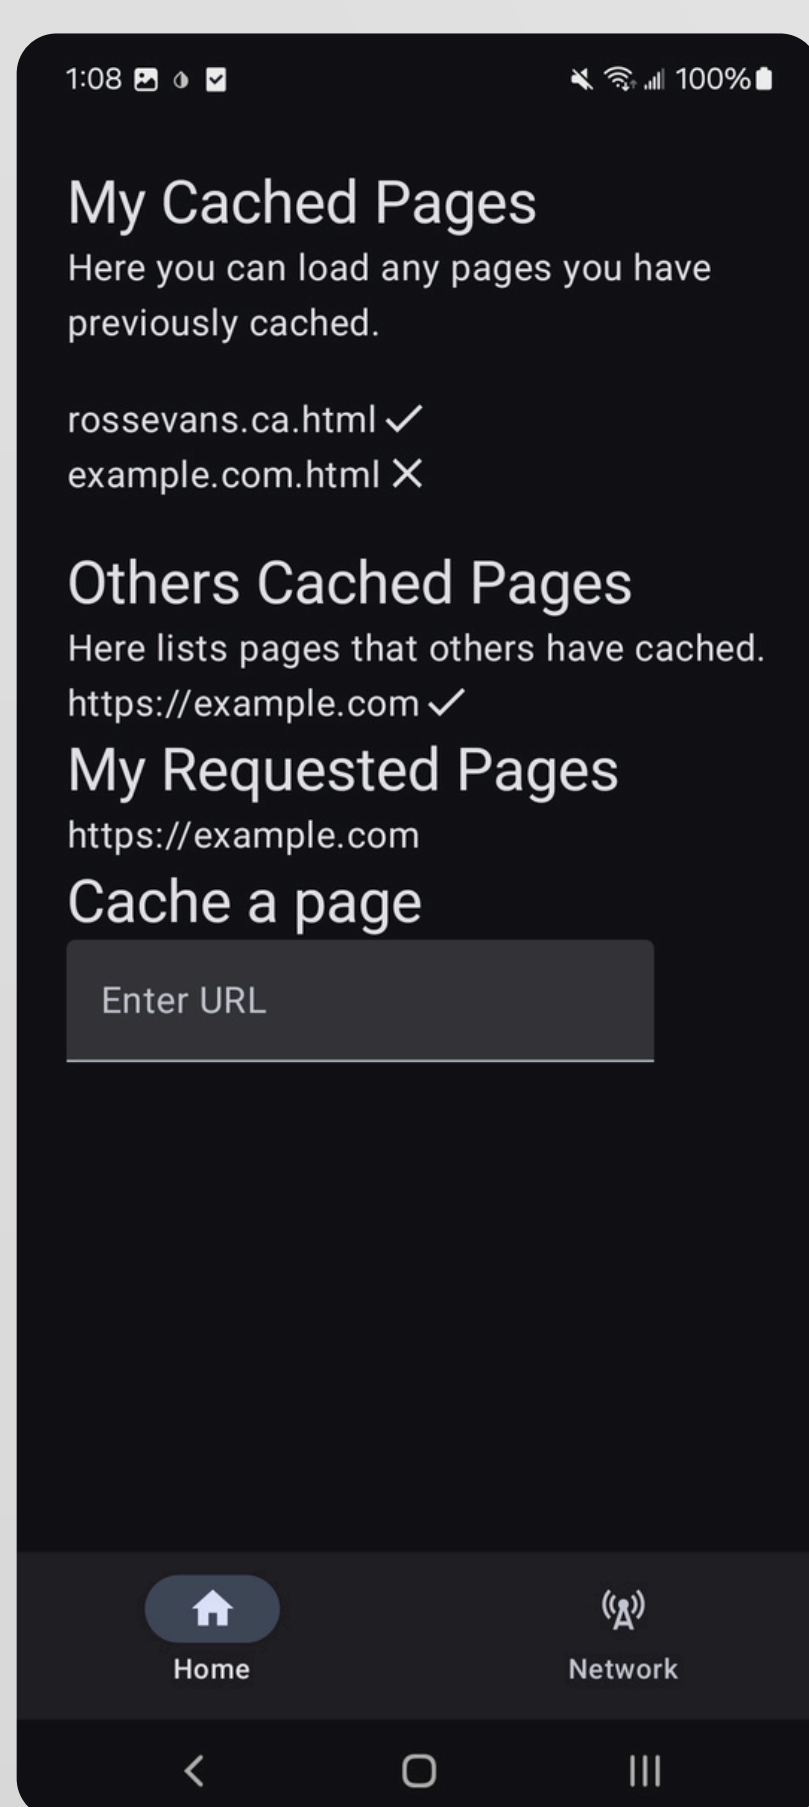 1:08 100%
My Cached Pages
Here you can load any pages you have
previously cached.
rossevans.ca.html
example.com.html
Others Cached Pages
Here lists pages that others have cached.
https://example.com
My Requested Pages
https://example.com
Cache a page
Enter URL
Home Network